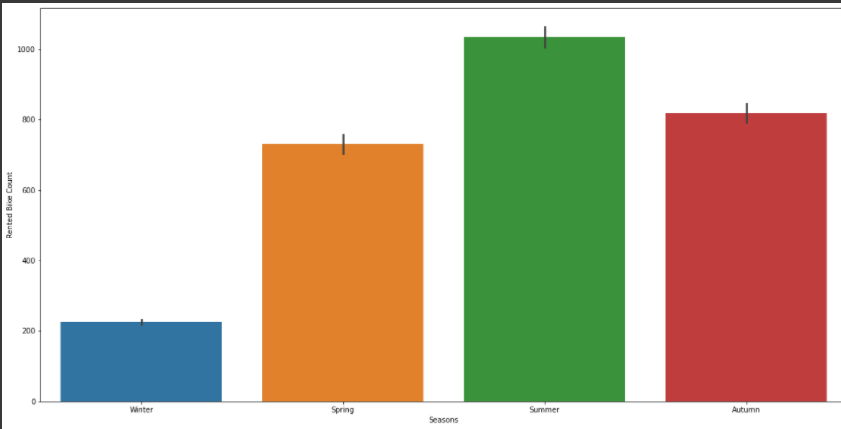 1000
800
600
400
200
0
Rented Bike Count
Winter Spring Summer Autumn
Seasons